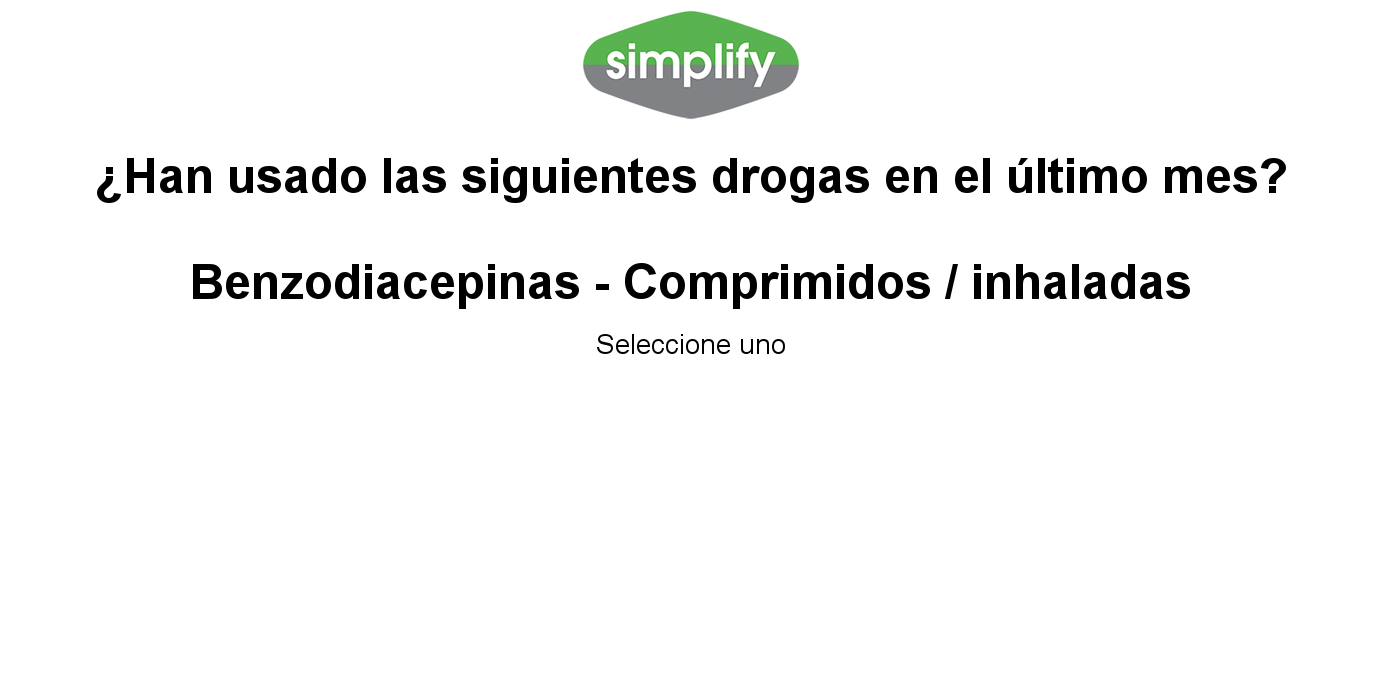 simplify
¿Han usado las siguientes drogas en el último mes?
Benzodiacepinas - Comprimidos / inhaladas
Seleccione uno